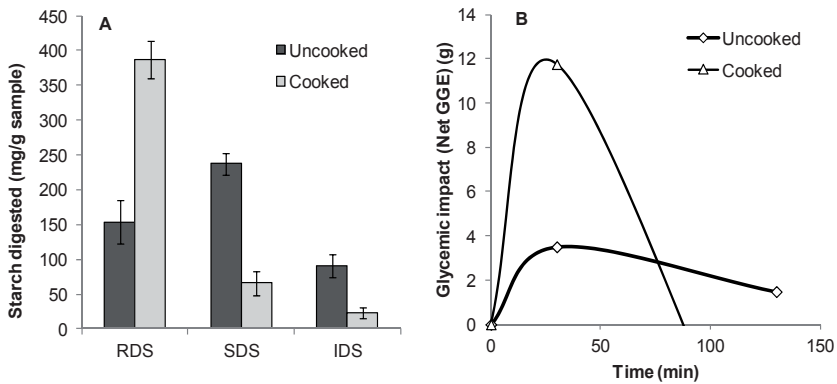 A
Starch digested (mg/g sample)
450
400
350
300
250
200
150
100
50
0
Uncooked
Cooked
RDS SDS IDS
B
Glycemic impact (Net GGE) (g)
14
12
10
8
6
4
2
0
Uncooked
Cooked
0 50 100 150
Time (min)